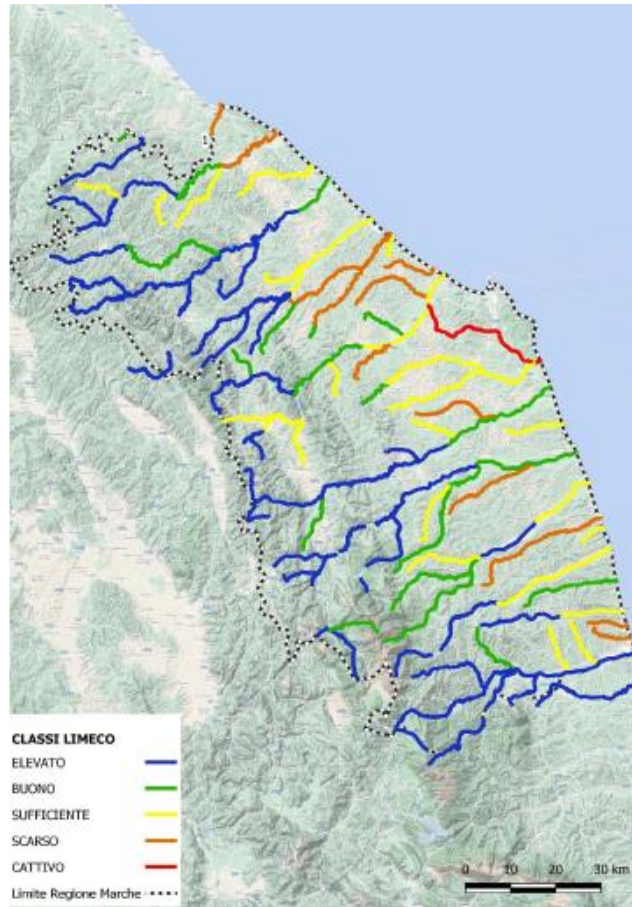 CLASSI LIMECO
ELEVATO
BUONO
SUFFICIENTE
SCARSO
CATTIVO
Limite Regione Marche
0 10 20 30 km